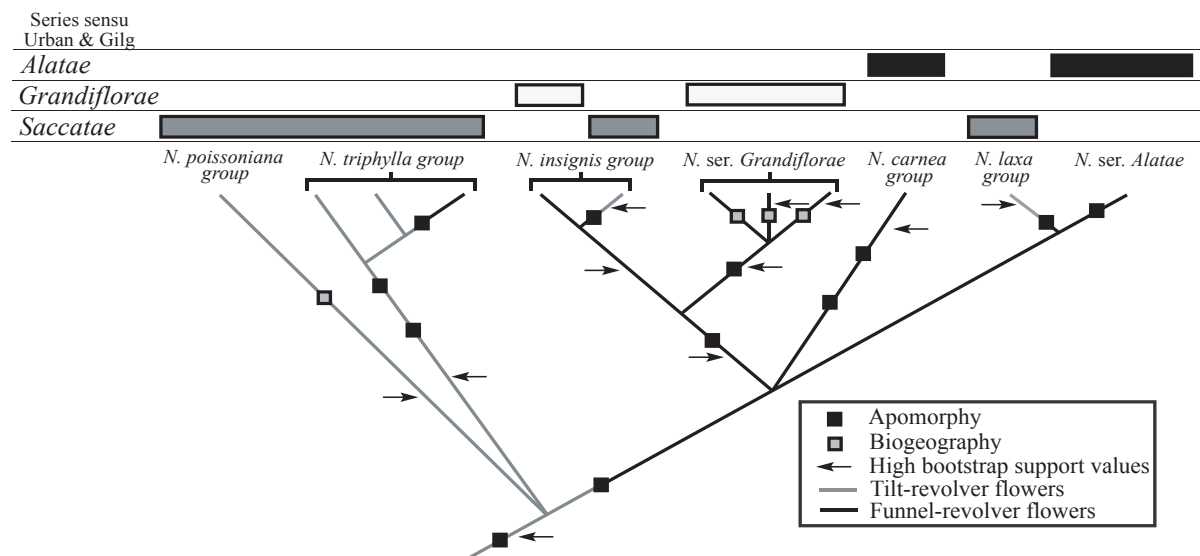 Series sensu
Urban & Gilg
Alatae
Grandiflorae
Saccatae
N. poissoniana
group
N. triphylla group
N. insignis group
N. ser. Grandiflorae
N. carnea
group
N. laxa
group
N. ser. Alatae
Apomorphy
Biogeography
High bootstrap support values
Tilt-revolver flowers
Funnel-revolver flowers